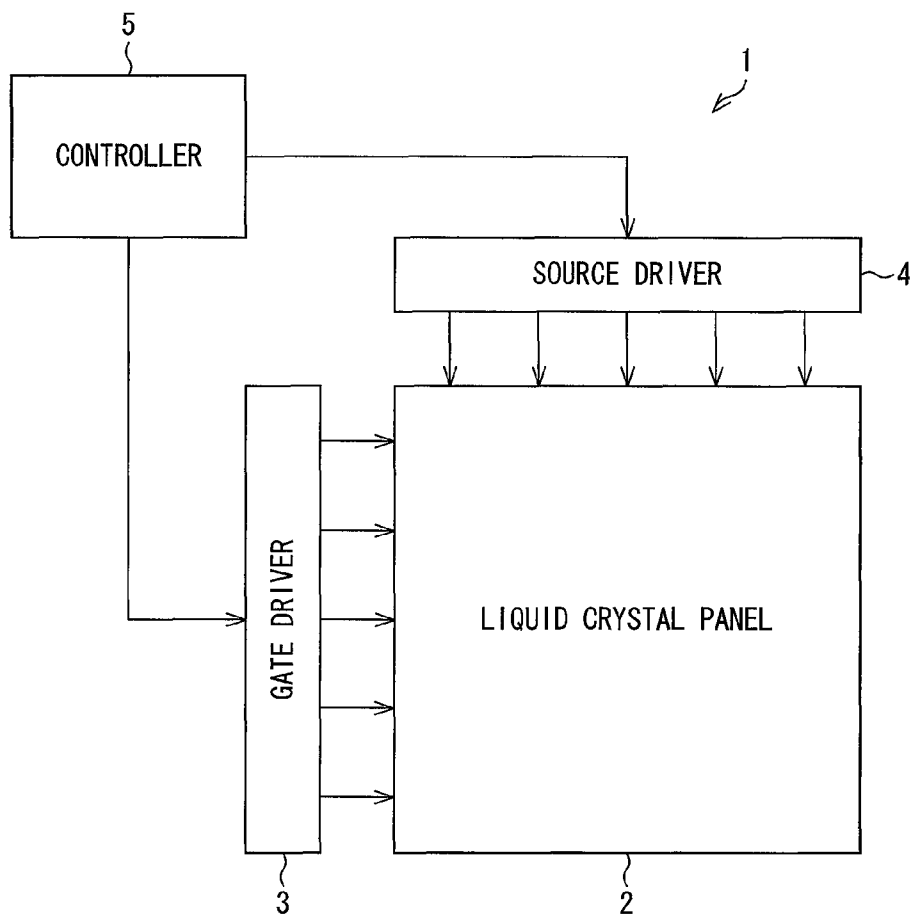 5
1
CONTROLLER
SOURCE DRIVER
4
GATE DRIVER
LIQUID CRYSTAL PANEL
3
2